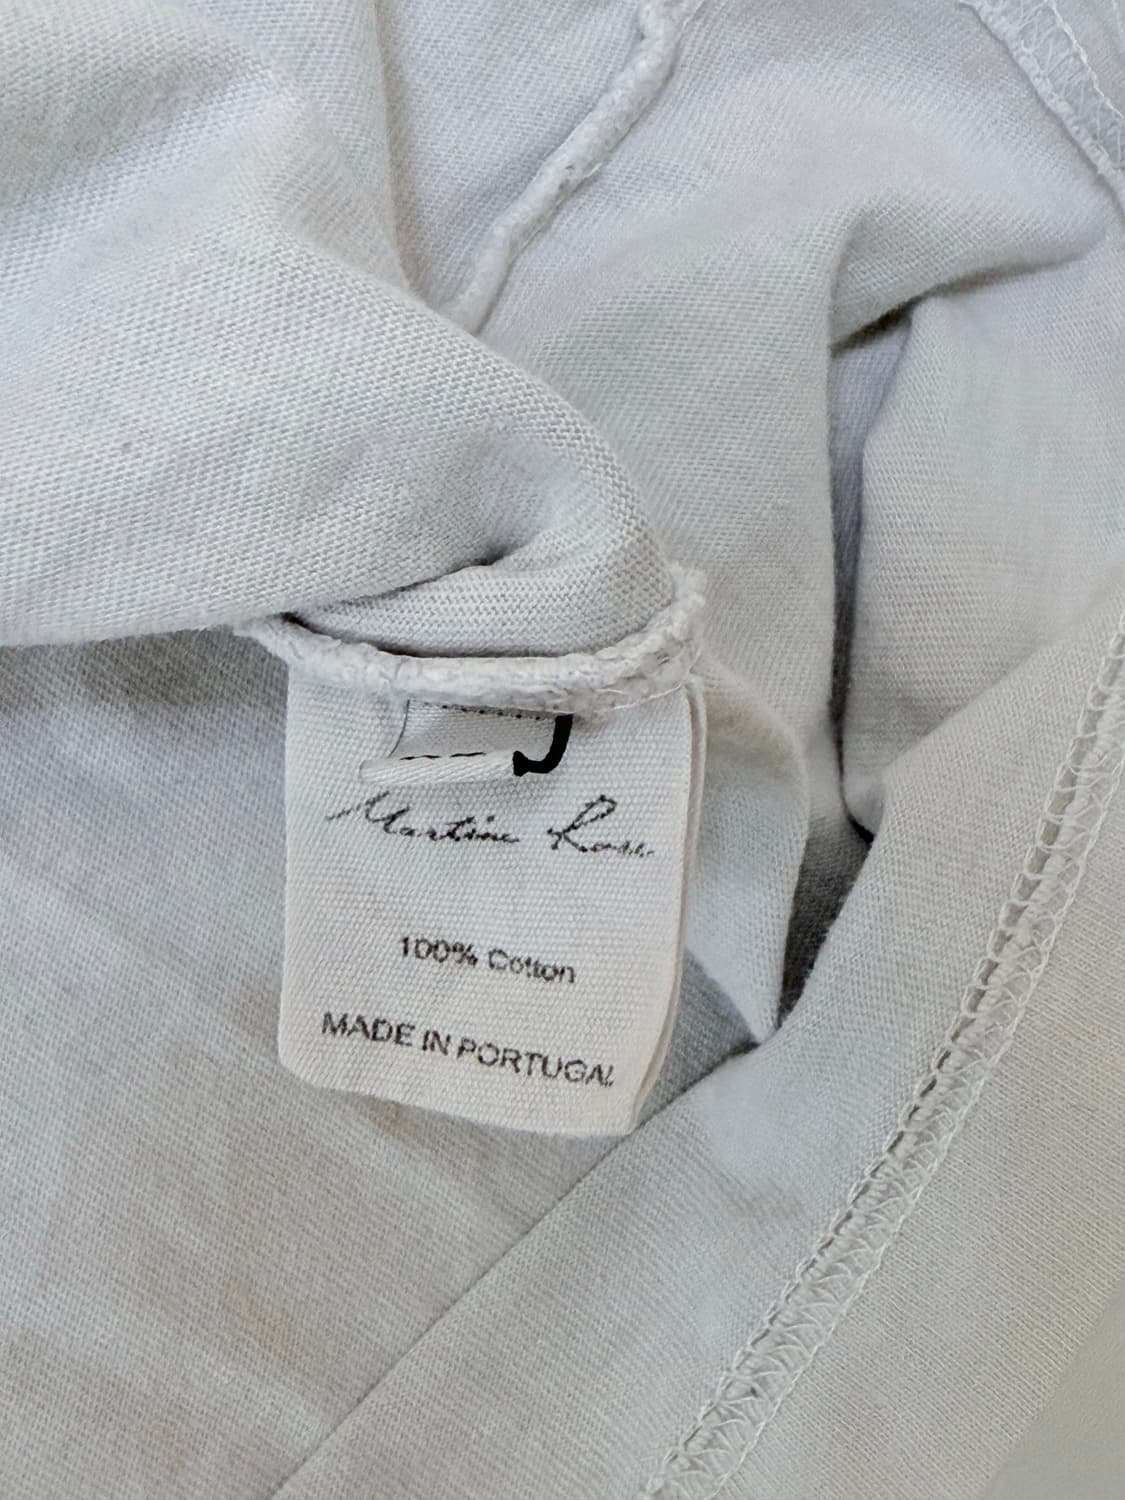 J
Martine Rose
100% Cotton
MADE IN PORTUGAL